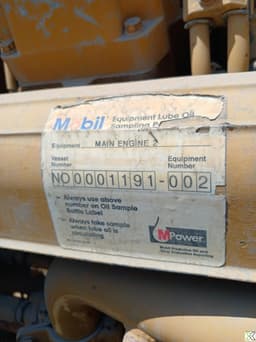 Mobil Equipment Lube Oil
Sampling
Equipment MAIN ENGINE 2
Vessel Equipment
Number Number
NO0001191-002
– Always use above
number on Oil Sample
Bottle Label
– Always take sample
when lube oil is
circulating
MPower